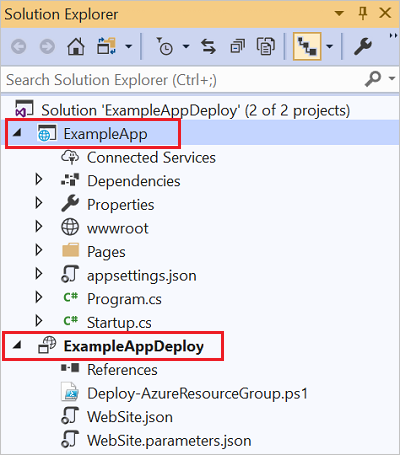 Solution Explorer
Search Solution Explorer (Ctrl+;)
Solution 'ExampleAppDeploy' (2 of 2 projects)
ExampleApp
Connected Services
Dependencies
Properties
wwwroot
Pages
appsettings.json
C# Program.cs
C# Startup.cs
ExampleAppDeploy
References
Deploy-AzureResourceGroup.ps1
WebSite.json
WebSite.parameters.json